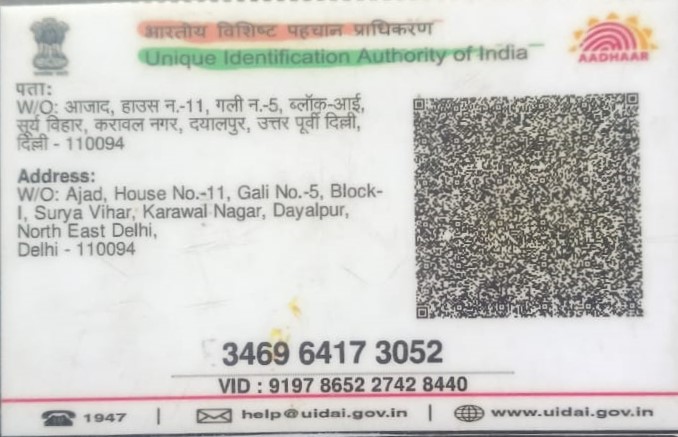 भारतीय विशिष्ट पहचान प्राधिकरण
Unique Identification Authority of India
AADHAAR
पता:
W/O: आजाद, हाउस न.-11, गली न.-5, ब्लॉक-आई,
सूर्य विहार, करावल नगर, दयालपुर, उत्तर पूर्वी दिल्ली,
दिल्ली - 110094
Address:
W/O: Ajad, House No.-11, Gali No.-5, Block-
I, Surya Vihar, Karawal Nagar, Dayalpur,
North East Delhi,
Delhi - 110094
3469 6417 3052
VID : 9197 8652 2742 8440
1947 | help@uidai.gov.in | www.uidai.gov.in